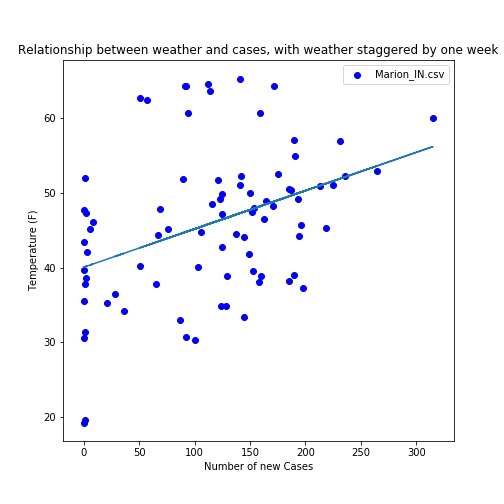 Relationship between weather and cases, with weather staggered by one week
Marion_IN.csv
60
50
40
30
20
Temperature (F)
0 50 100 150 200 250 300
Number of new Cases